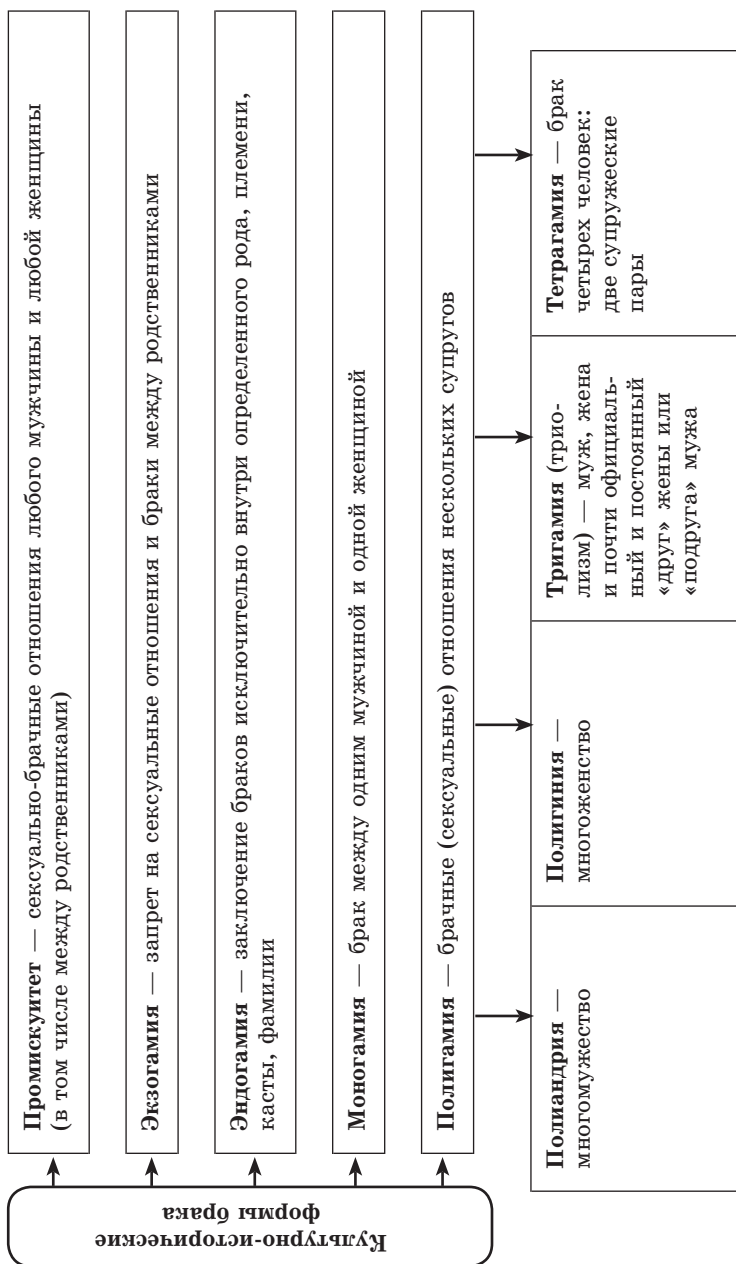 Культурно-исторические
формы брака
Промискуитет — сексуально-брачные отношения любого мужчины и любой женщины
(в том числе между родственниками)
Экзогамия — запрет на сексуальные отношения и браки между родственниками
Эндогамия — заключение браков исключительно внутри определенного рода, племени,
касты, фамилии
Моногамия — брак между одним мужчиной и одной женщиной
Полигамия — брачные (сексуальные) отношения нескольких супругов
Полиандрия —
многомужество
Полигиния —
многоженство
Тригамия (трио-
лизм) — муж, жена
и почти официаль-
ный и постоянный
«друг» жены или
«подруга» мужа
Тетрагамия — брак
четырех человек:
две супружеские
пары